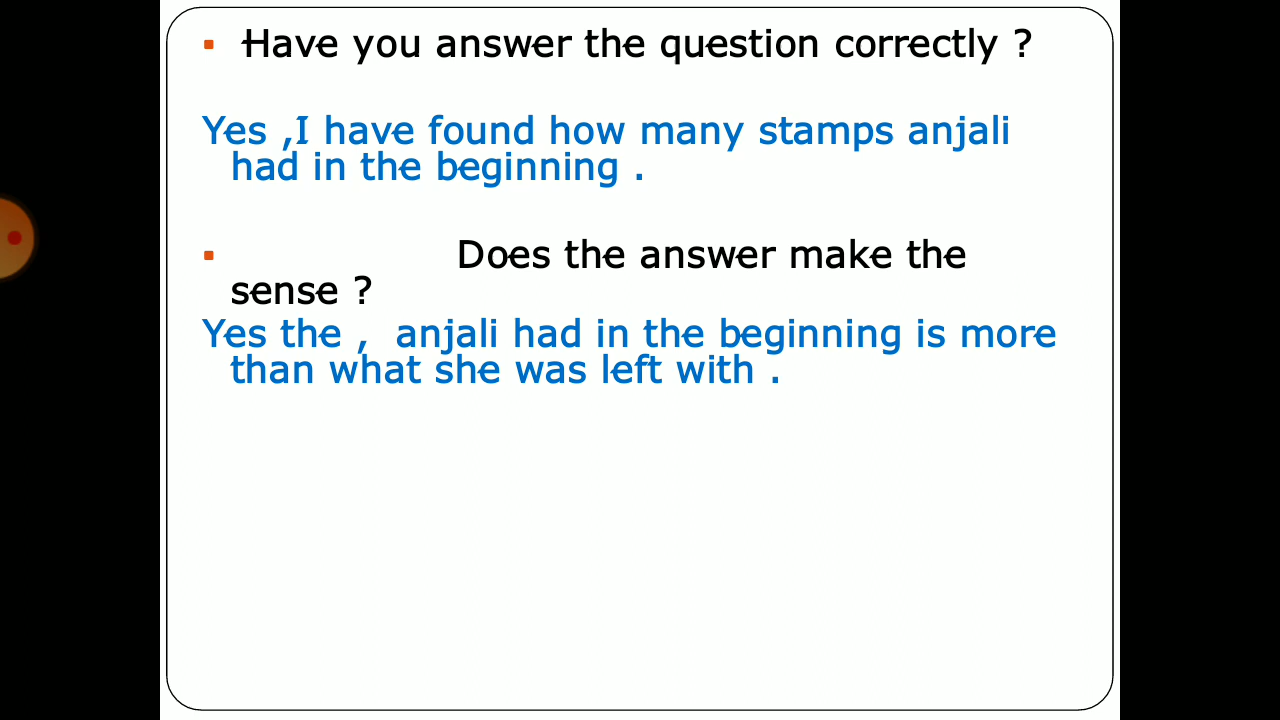 Have you answer the question correctly ?
Yes ,I have found how many stamps anjali
had in the beginning .
Does the answer make the
sense ?
Yes the , anjali had in the beginning is more
than what she was left with .